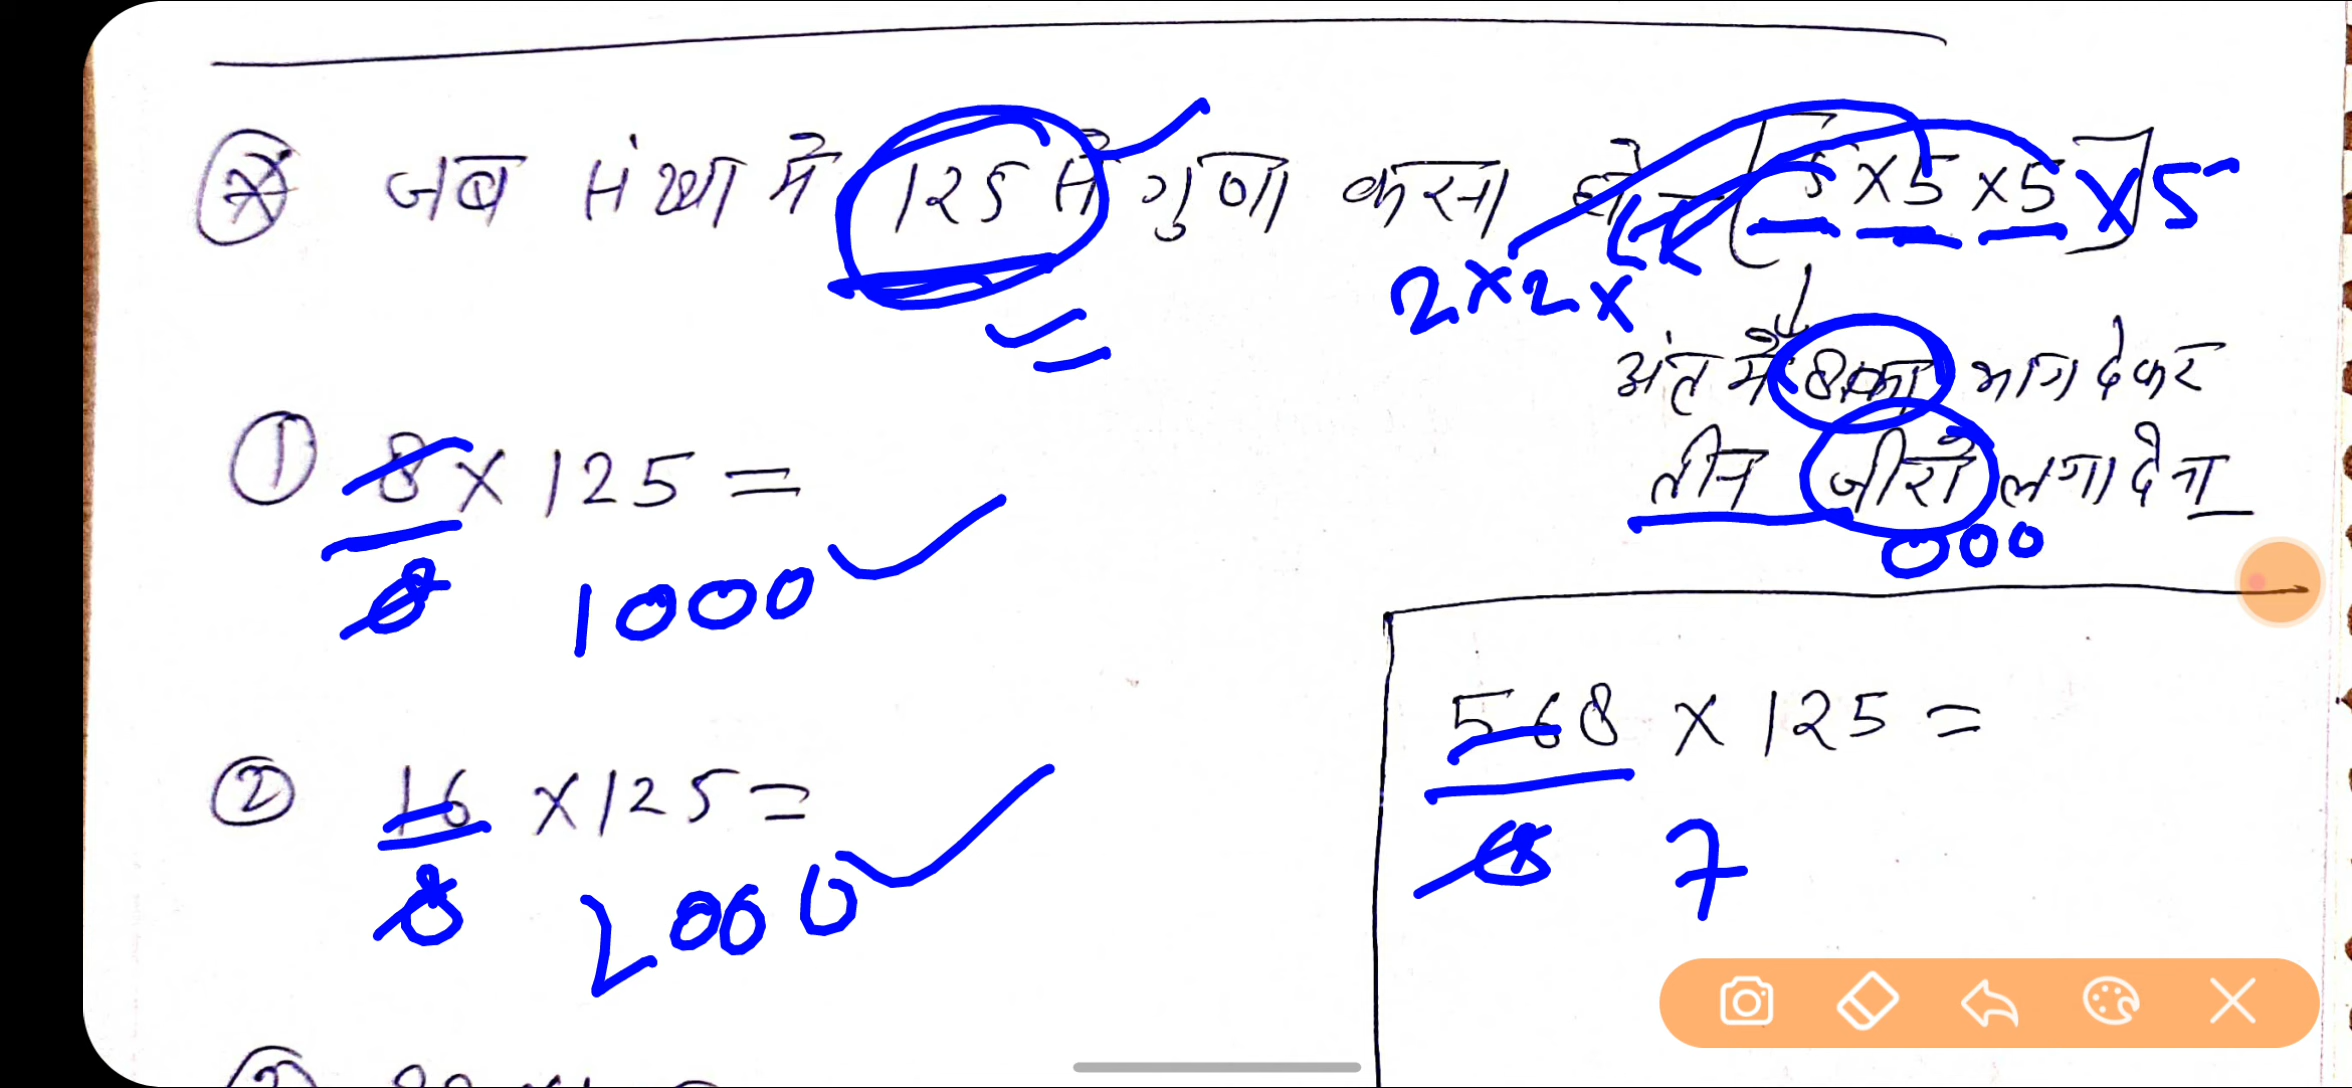 जब संख्या में 125 से गुणा करना हो तो [5×5×5] ×5
2×2×
अंत में 8 का भाग देकर
① 8 × 125 =
तीन जीरो लगा देना
000
8 1000
568 × 125 =
② 16 × 125 =
8 7
8 2000